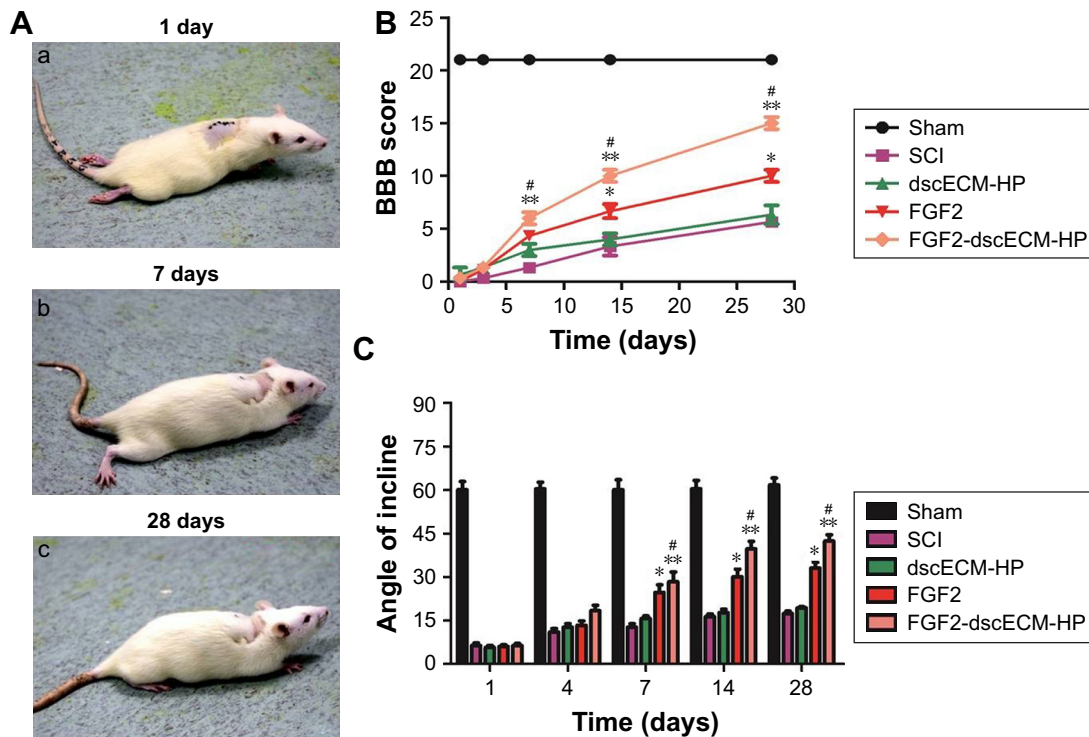 A
1 day
a
7 days
b
28 days
c
B
BBB score
25
20
15
10
5
0
#
**
#
**
*
#
**
*
0 5 10 15 20 25 30
Time (days)
Sham
SCI
dscECM-HP
FGF2
FGF2-dscECM-HP
C
Angle of incline
90
75
60
45
30
15
0
*
#
**
*
#
**
*
#
**
1 4 7 14 28
Time (days)
Sham
SCI
dscECM-HP
FGF2
FGF2-dscECM-HP